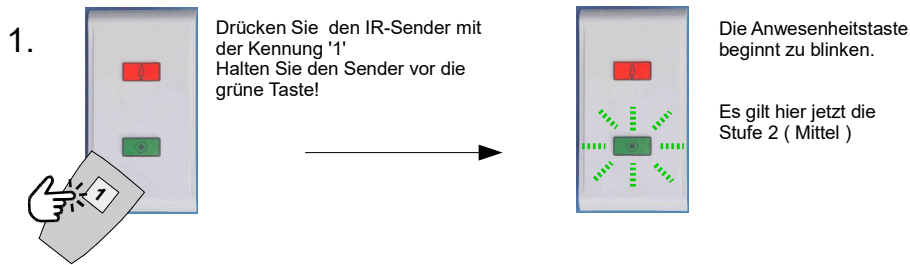 1.
Drücken Sie  den IR-Sender mit
der Kennung '1'
Halten Sie den Sender vor die
grüne Taste!
1
Die Anwesenheitstaste
beginnt zu blinken.
Es gilt hier jetzt die
Stufe 2 ( Mittel )